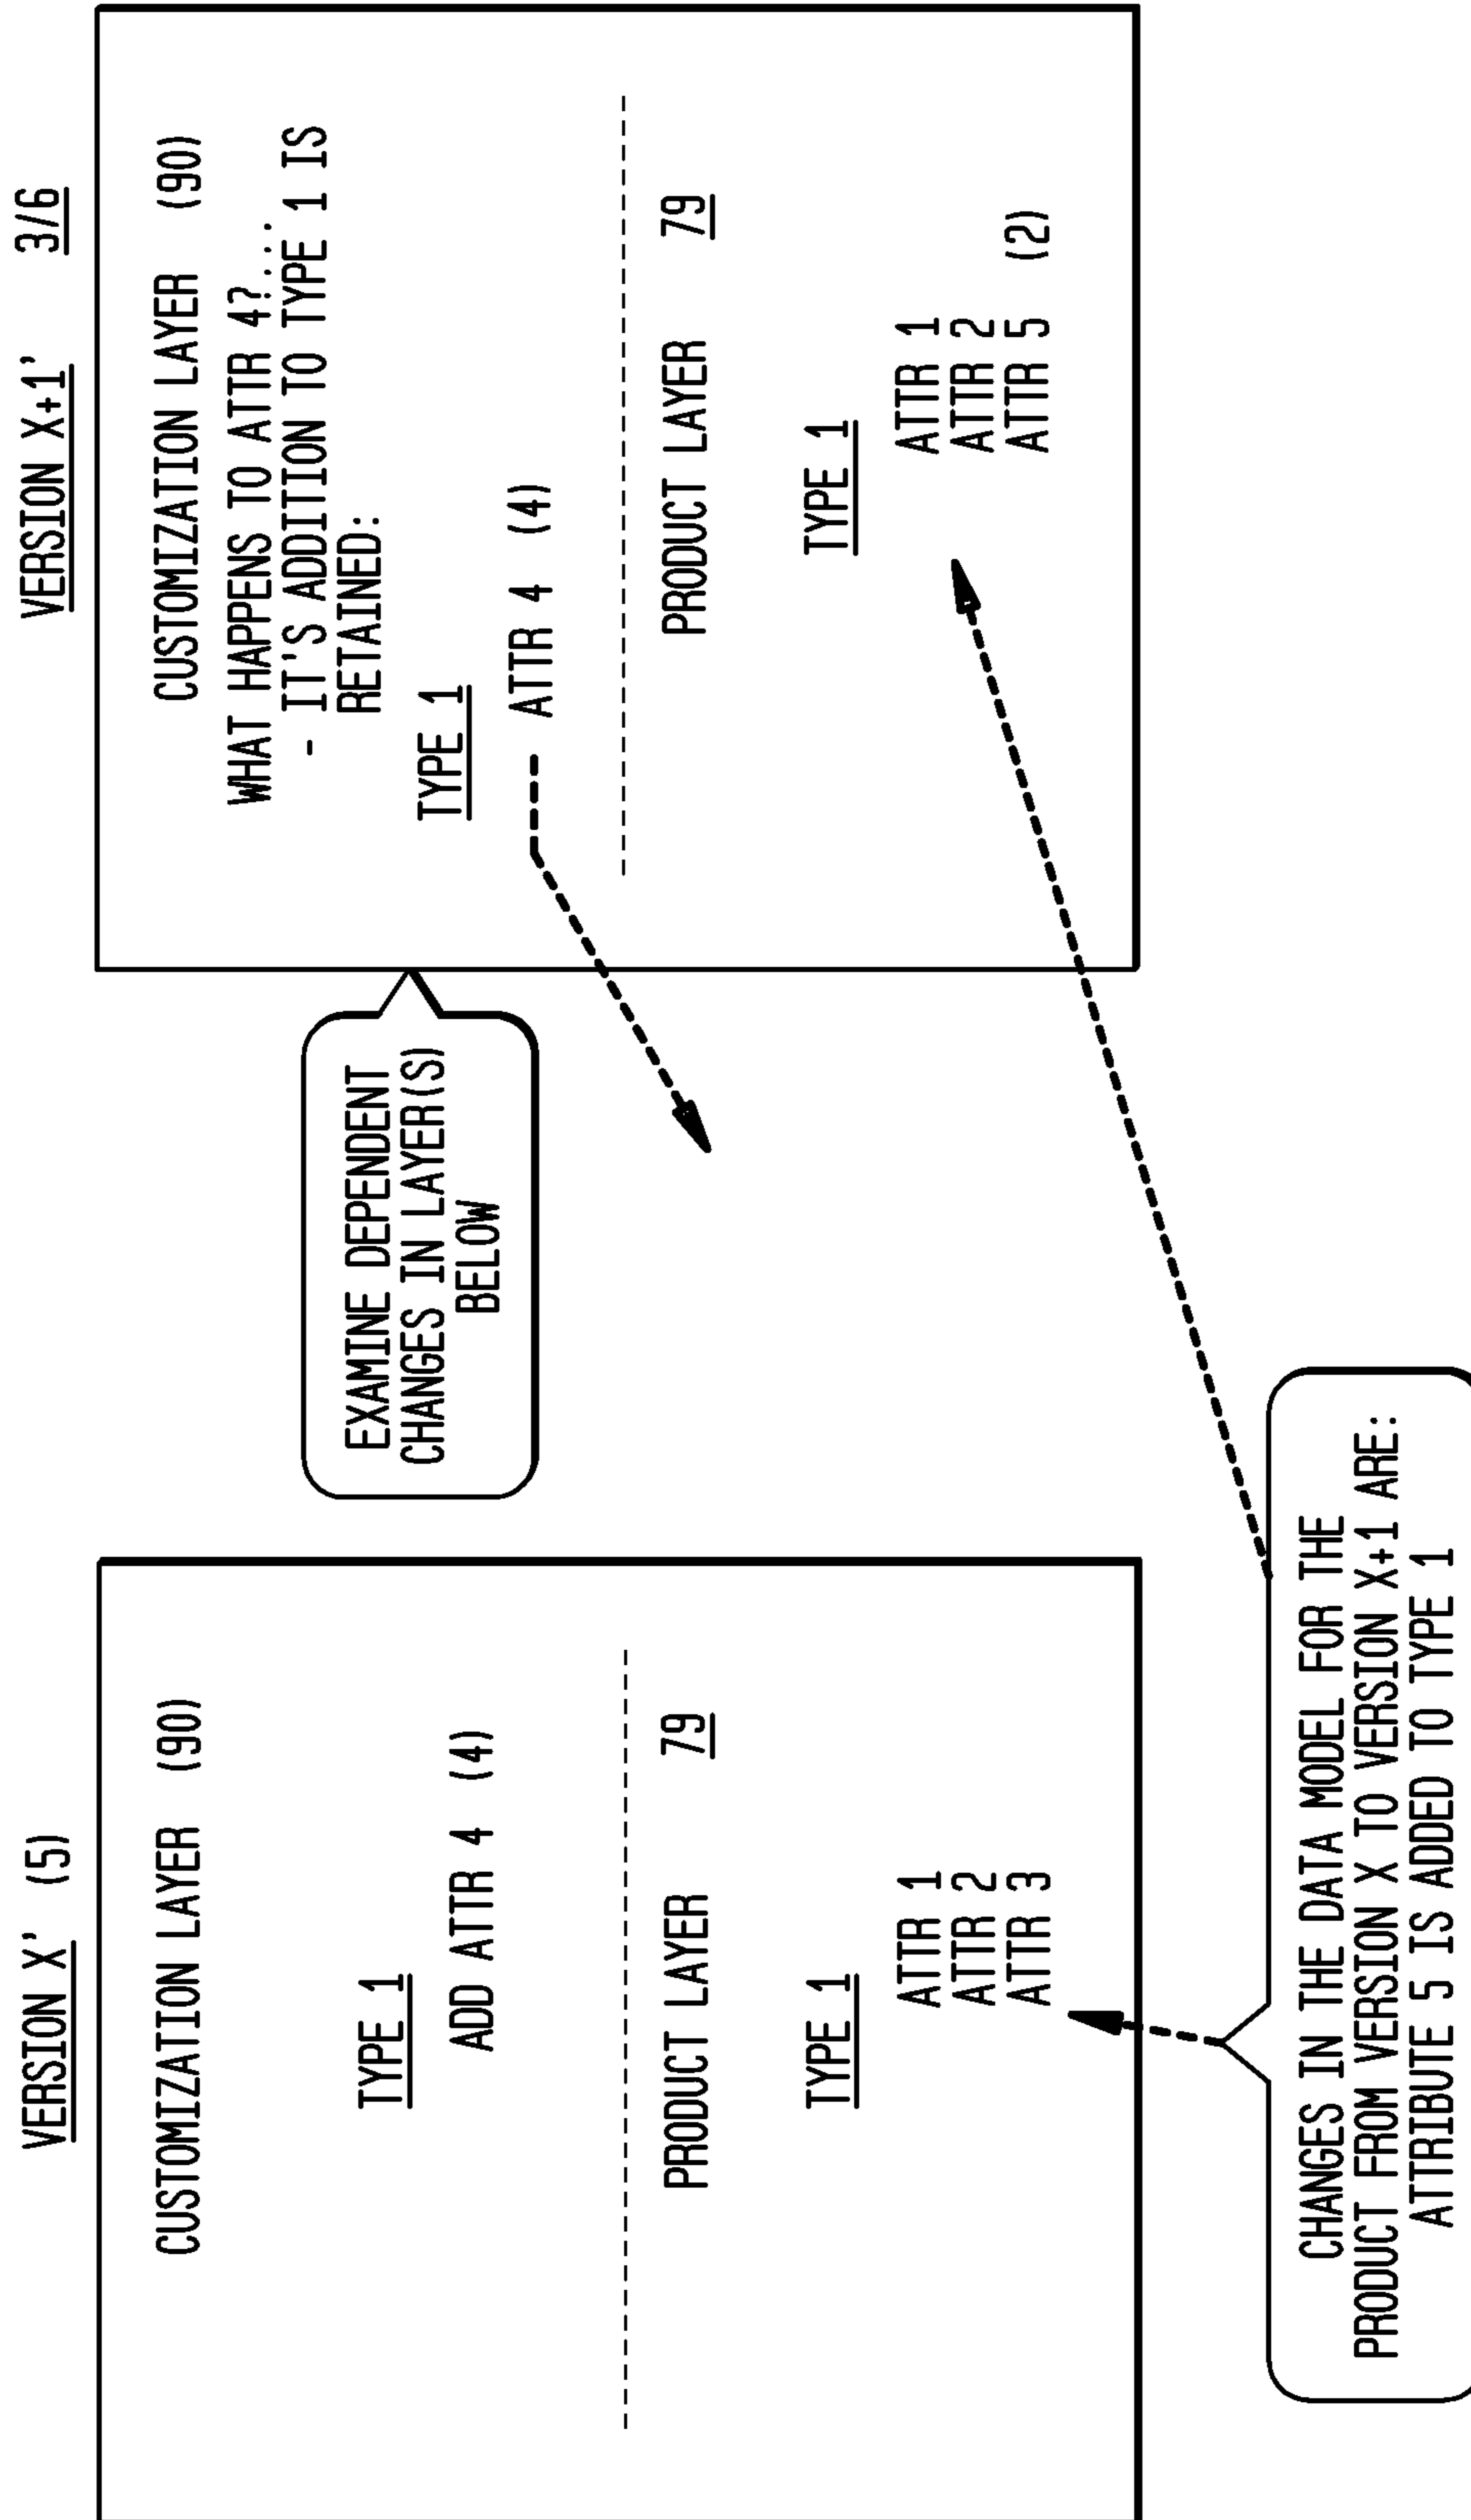 VERSION X' (5)
CUSTOMIZATION LAYER (90)
TYPE 1
ADD ATTR 4 (4)
PRODUCT LAYER 79
TYPE 1
ATTR 1
ATTR 2
ATTR 3
EXAMINE DEPENDENT
CHANGES IN LAYER(S)
BELOW
VERSION X+1' 3/6
CUSTOMIZATION LAYER (90)
WHAT HAPPENS TO ATTR 4?...:
- IT'S ADDITION TO TYPE 1 IS
RETAINED:
TYPE 1
ATTR 4 (4)
PRODUCT LAYER 79
TYPE 1
ATTR 1
ATTR 2
ATTR 5 (2)
CHANGES IN THE DATA MODEL FOR THE
PRODUCT FROM VERSION X TO VERSION X+1 ARE:
ATTRIBUTE 5 IS ADDED TO TYPE 1